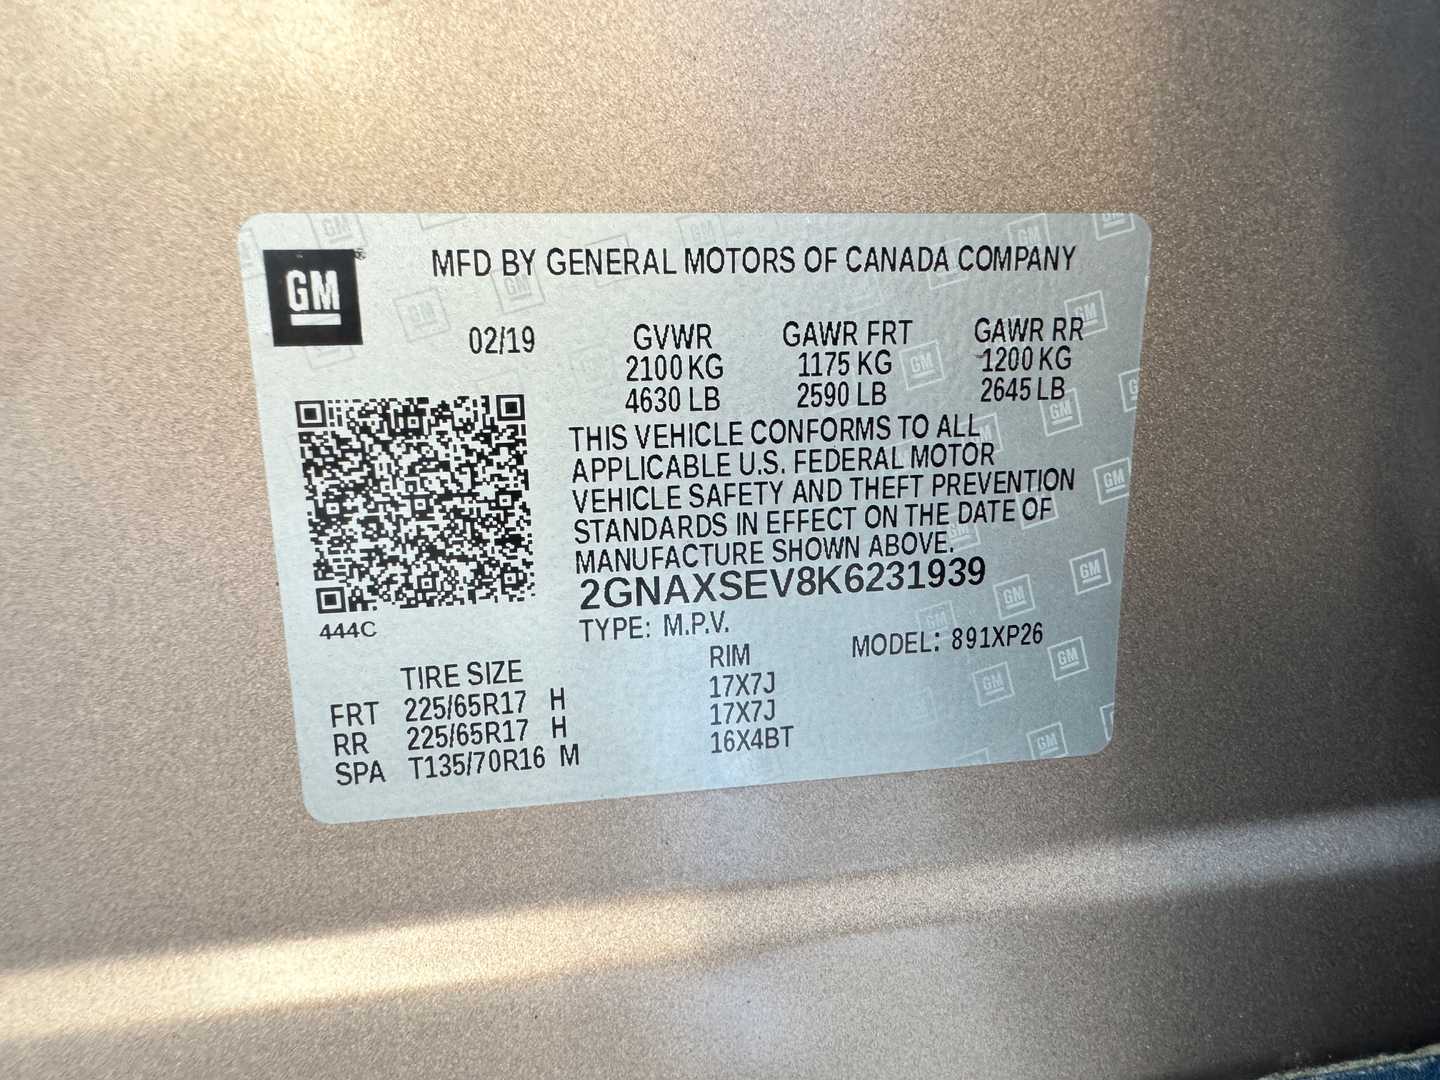 GM
MFD BY GENERAL MOTORS OF CANADA COMPANY
02/19 GVWR GAWR FRT GAWR RR
2100 KG 1175 KG 1200 KG
4630 LB 2590 LB 2645 LB
THIS VEHICLE CONFORMS TO ALL
APPLICABLE U.S. FEDERAL MOTOR
VEHICLE SAFETY AND THEFT PREVENTION
STANDARDS IN EFFECT ON THE DATE OF
MANUFACTURE SHOWN ABOVE.
2GNAXSEV8K6231939
444C
TYPE: M.P.V. MODEL: 891XP26
TIRE SIZE RIM
FRT 225/65R17 H 17X7J
RR 225/65R17 H 17X7J
SPA T135/70R16 M 16X4BT